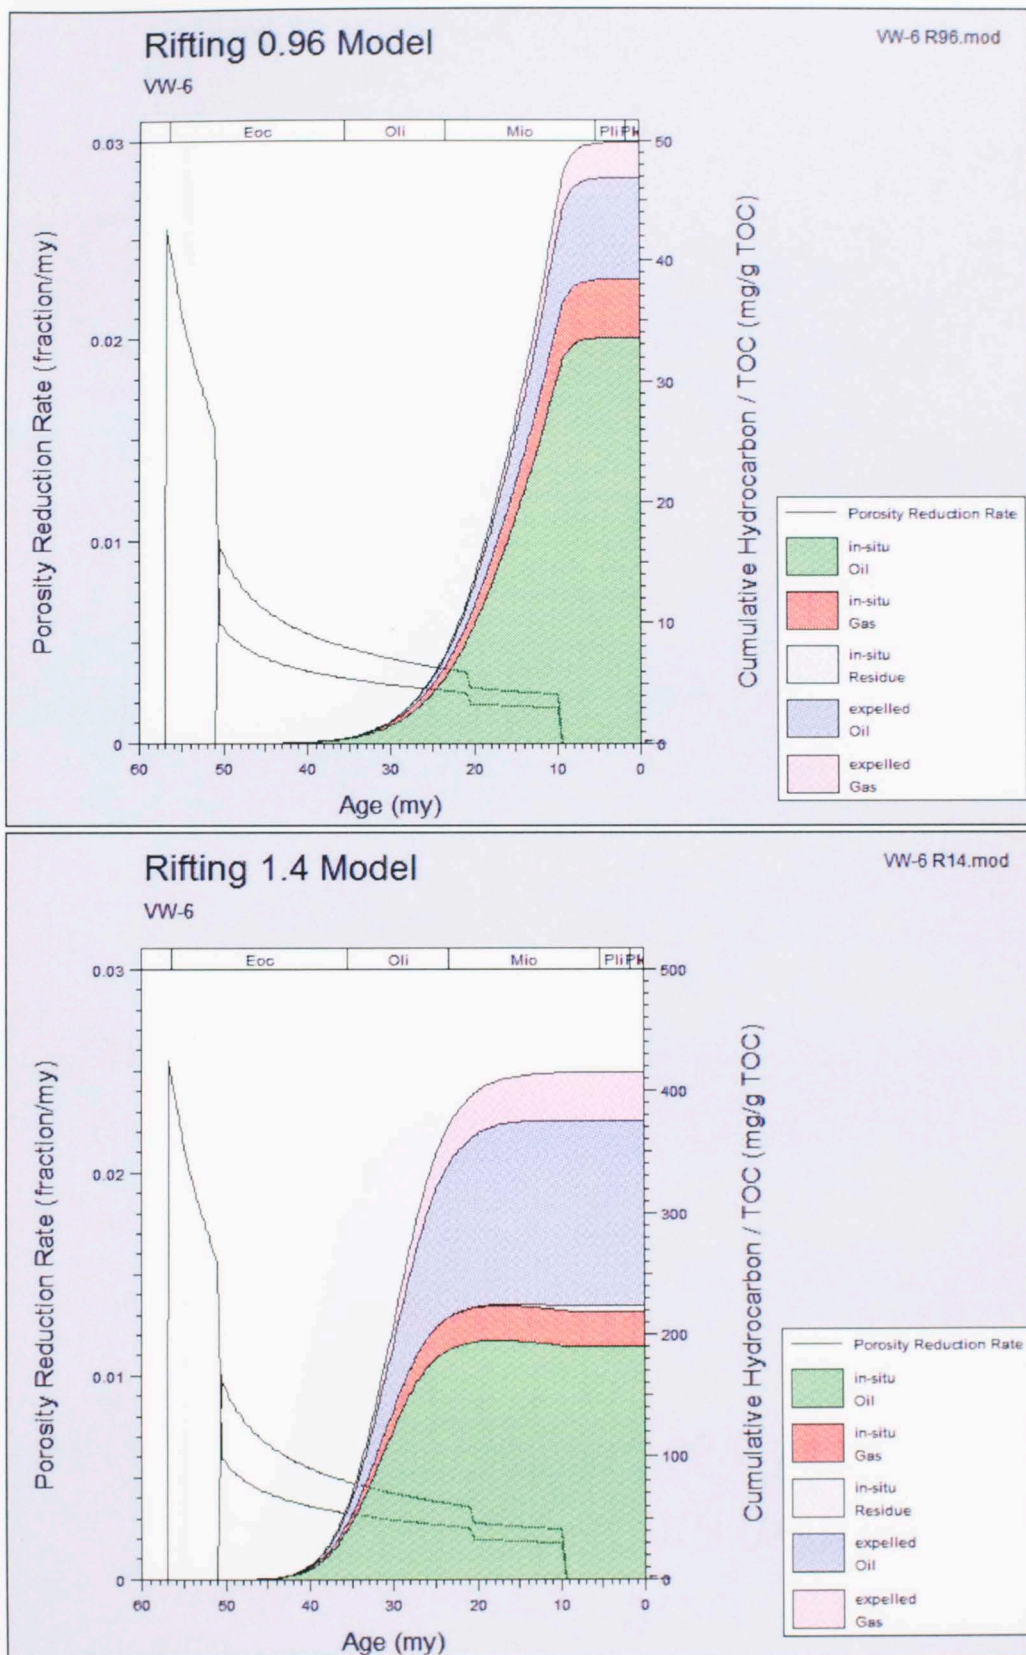 Rifting 0.96 Model
VW-6 R96.mod
VW-6
Eoc Oli Mio Pli
0.03
0.02
0.01
0
50
40
30
20
10
0
60 50 40 30 20 10 0
Porosity Reduction Rate (fraction/my)
Cumulative Hydrocarbon / TOC (mg/g TOC)
Age (my)
Porosity Reduction Rate
in-situ
Oil
in-situ
Gas
in-situ
Residue
expelled
Oil
expelled
Gas
Rifting 1.4 Model
VW-6 R14.mod
VW-6
Eoc Oli Mio Pli
0.03
0.02
0.01
0
500
400
300
200
100
0
60 50 40 30 20 10 0
Porosity Reduction Rate (fraction/my)
Cumulative Hydrocarbon / TOC (mg/g TOC)
Age (my)
Porosity Reduction Rate
in-situ
Oil
in-situ
Gas
in-situ
Residue
expelled
Oil
expelled
Gas